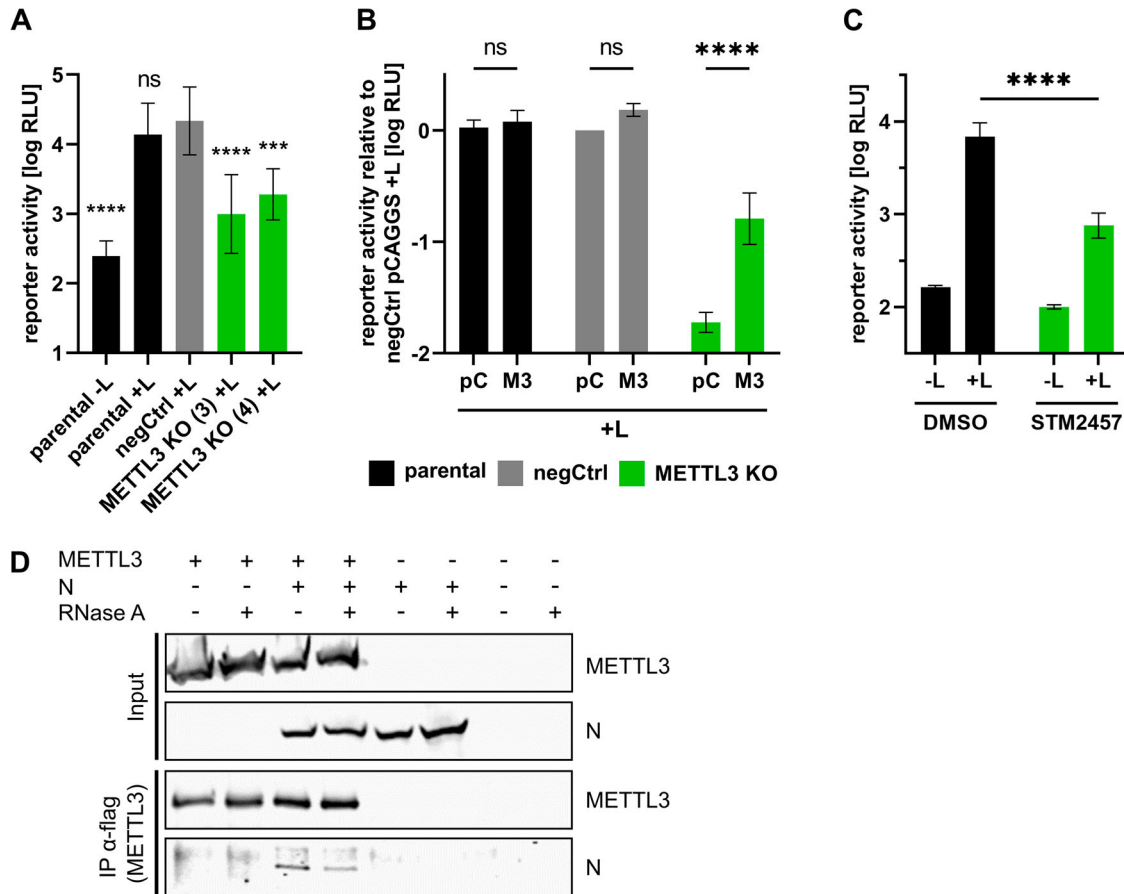 A
reporter activity [log RLU]
5
4
3
2
1
****
ns
****
***
parental -L
parental +L
negCtrl +L
METTL3 KO (3) +L
METTL3 KO (4) +L
B
reporter activity relative to
negCtrl pCAGGS +L [log RLU]
ns
ns
****
0
-1
-2
pC M3 pC M3 pC M3
+L
parental negCtrl METTL3 KO
C
reporter activity [log RLU]
****
4
3
2
-L +L -L +L
DMSO STM2457
D
METTL3 + + + + - - - -
N - - + + + + - -
RNase A - + - + - + - +
Input
METTL3
N
IP α-flag
(METTL3)
METTL3
N